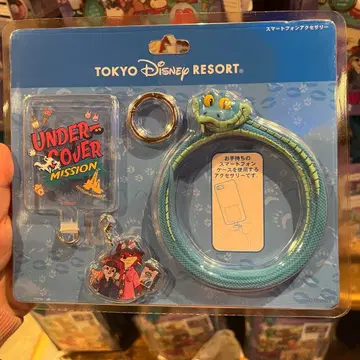 スマートフォンアクセサリー
TOKYO Disney RESORT®
UNDER
COVER
MISSION
お手持ちの
スマートフォン
ケースを使用する
アクセサリーです。